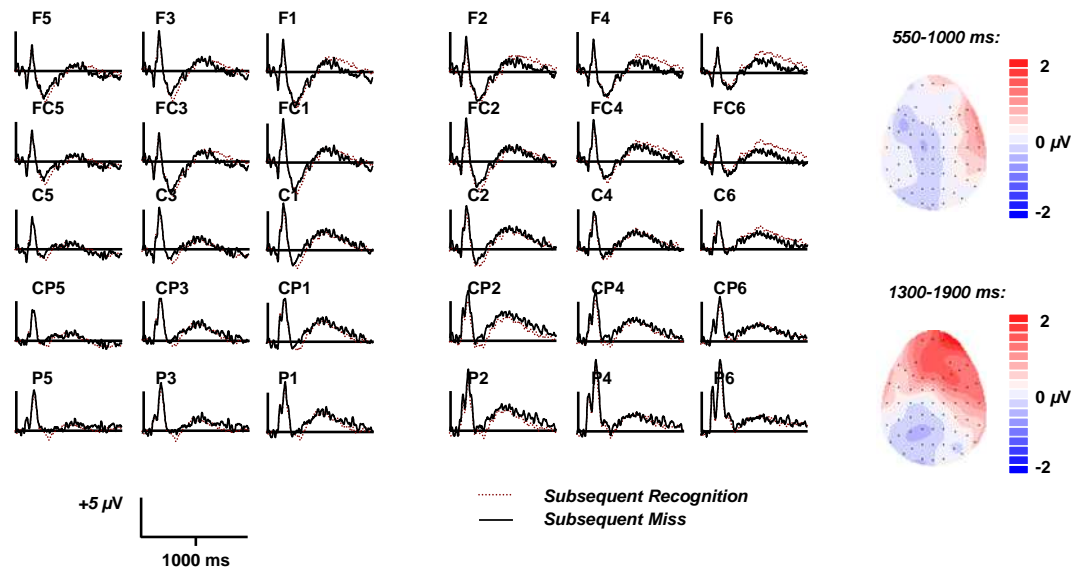 F5 F3 F1 F2 F4 F6
550-1000 ms:
2
0 µV
-2
FC5 FC3 FC1 FC2 FC4 FC6
C5 C3 C1 C2 C4 C6
CP5 CP3 CP1 CP2 CP4 CP6
1300-1900 ms:
2
0 µV
-2
P5 P3 P1 P2 P4 P6
+5 µV
1000 ms
Subsequent Recognition
Subsequent Miss